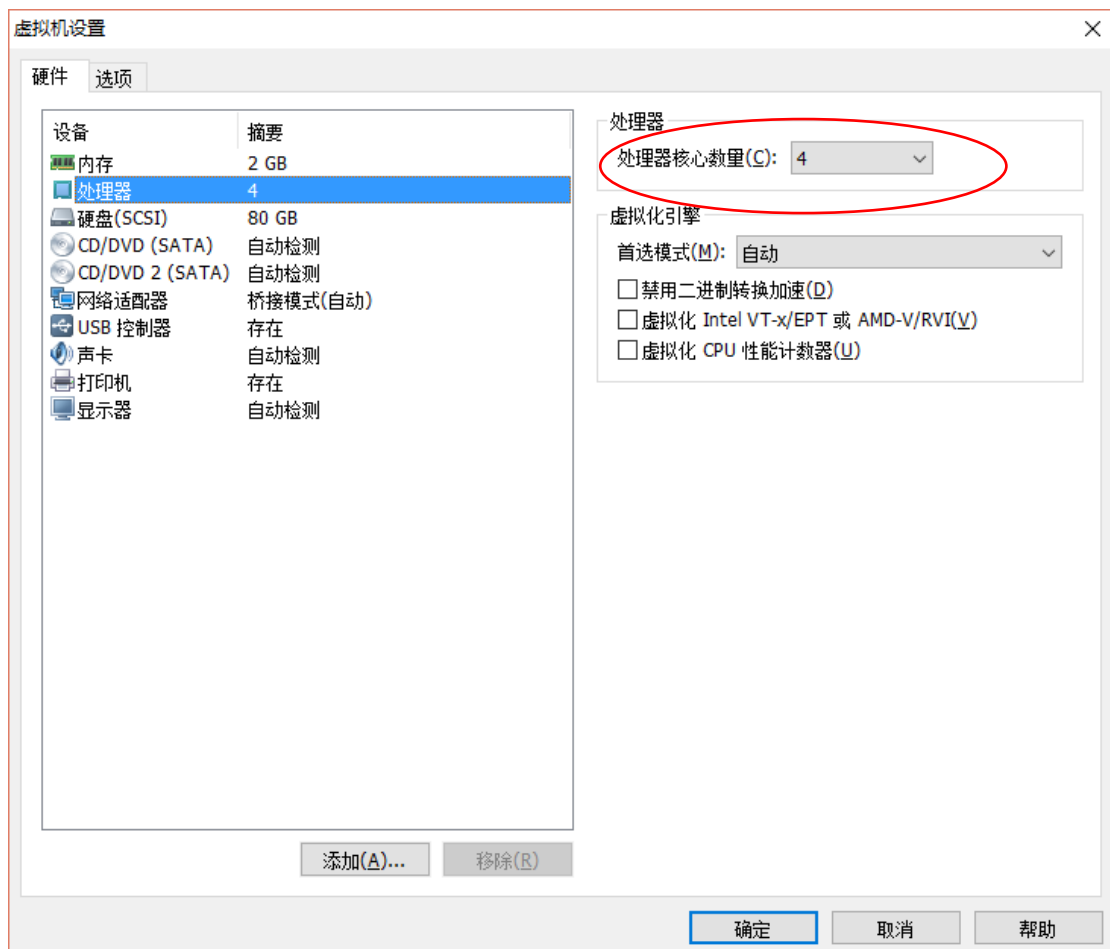 虚拟机设置
硬件 选项
设备 摘要
内存 2 GB
处理器 4
硬盘(SCSI) 80 GB
CD/DVD (SATA) 自动检测
CD/DVD 2 (SATA) 自动检测
网络适配器 桥接模式(自动)
USB 控制器 存在
声卡 自动检测
打印机 存在
显示器 自动检测
添加(A)... 移除(R)
处理器
处理器核心数量(C): 4
虚拟化引擎
首选模式(M): 自动
禁用二进制转换加速(D)
虚拟化 Intel VT-x/EPT 或 AMD-V/RVI(V)
虚拟化 CPU 性能计数器(U)
确定 取消 帮助